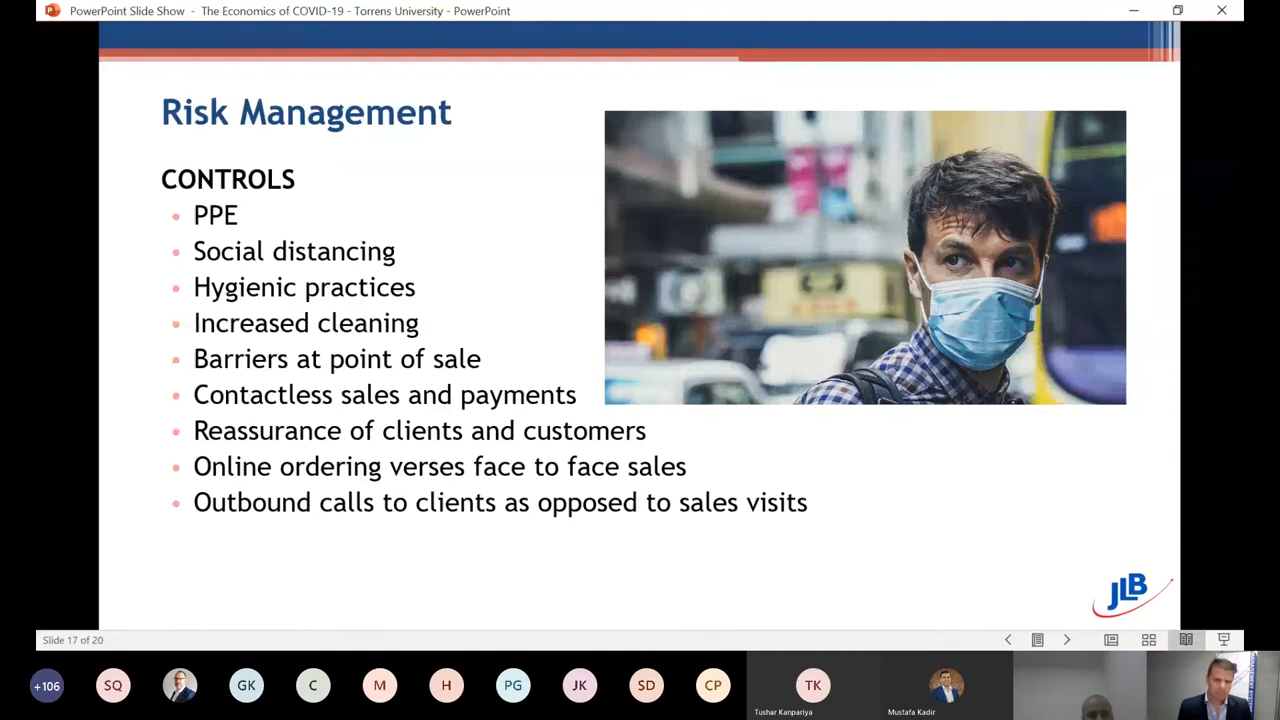 PowerPoint Slide Show - The Economics of COVID-19 - Torrens University - PowerPoint
Risk Management
CONTROLS
• PPE
• Social distancing
• Hygienic practices
• Increased cleaning
• Barriers at point of sale
• Contactless sales and payments
• Reassurance of clients and customers
• Online ordering verses face to face sales
• Outbound calls to clients as opposed to sales visits
JLB
Slide 17 of 20
+106
SQ
GK
C
M
H
PG
JK
SD
CP
TK
Tushar Kanpariya
Mustafa Kadir